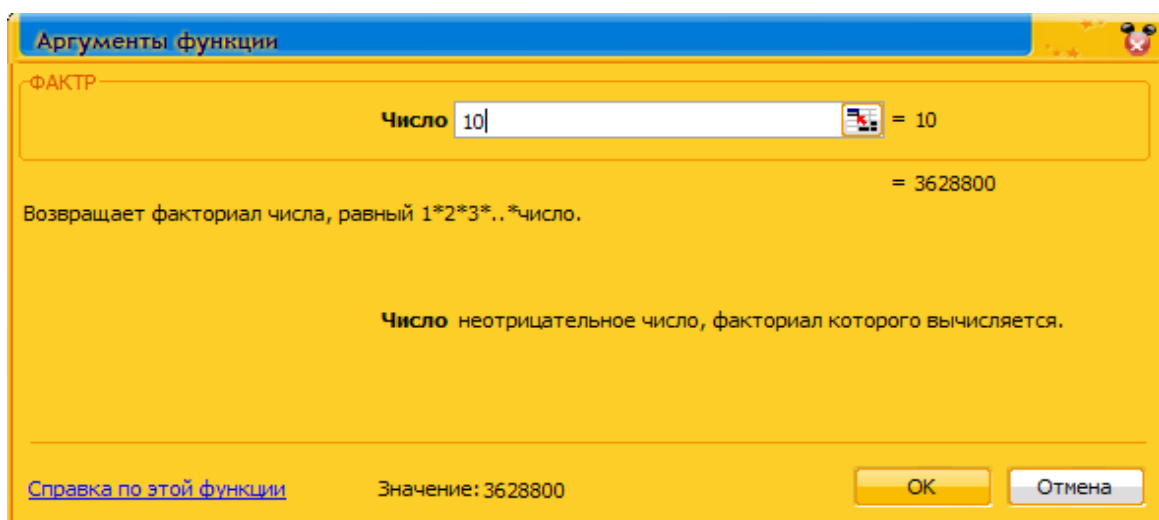 Аргументы функции
ФАКТР
Число 10 = 10
= 3628800
Возвращает факториал числа, равный 1*2*3*..*число.
Число неотрицательное число, факториал которого вычисляется.
Справка по этой функции Значение: 3628800 OK Отмена